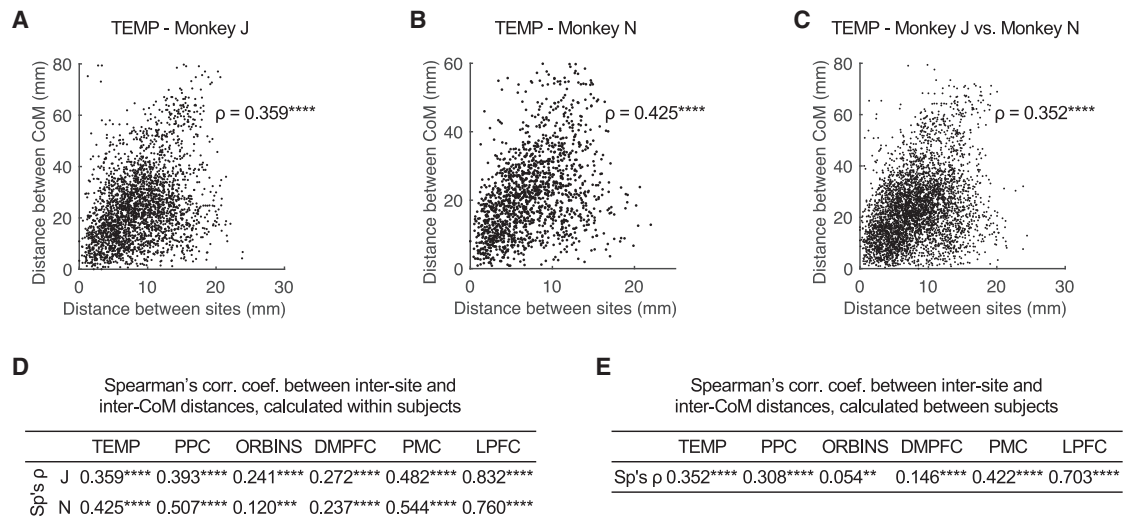 A
TEMP - Monkey J
Distance between CoM (mm)
80
60
40
20
0
ρ = 0.359****
0 10 20 30
Distance between sites (mm)
B
TEMP - Monkey N
Distance between CoM (mm)
60
40
20
0
ρ = 0.425****
0 10 20
Distance between sites (mm)
C
TEMP - Monkey J vs. Monkey N
Distance between CoM (mm)
80
60
40
20
0
ρ = 0.352****
0 10 20 30
Distance between sites (mm)
D
Spearman's corr. coef. between inter-site and
inter-CoM distances, calculated within subjects
TEMP PPC ORBINS DMPFC PMC LPFC
Sp's ρ
J 0.359**** 0.393**** 0.241**** 0.272**** 0.482**** 0.832****
N 0.425**** 0.507**** 0.120*** 0.237**** 0.544**** 0.760****
E
Spearman's corr. coef. between inter-site and
inter-CoM distances, calculated between subjects
TEMP PPC ORBINS DMPFC PMC LPFC
Sp's ρ 0.352**** 0.308**** 0.054** 0.146**** 0.422**** 0.703****